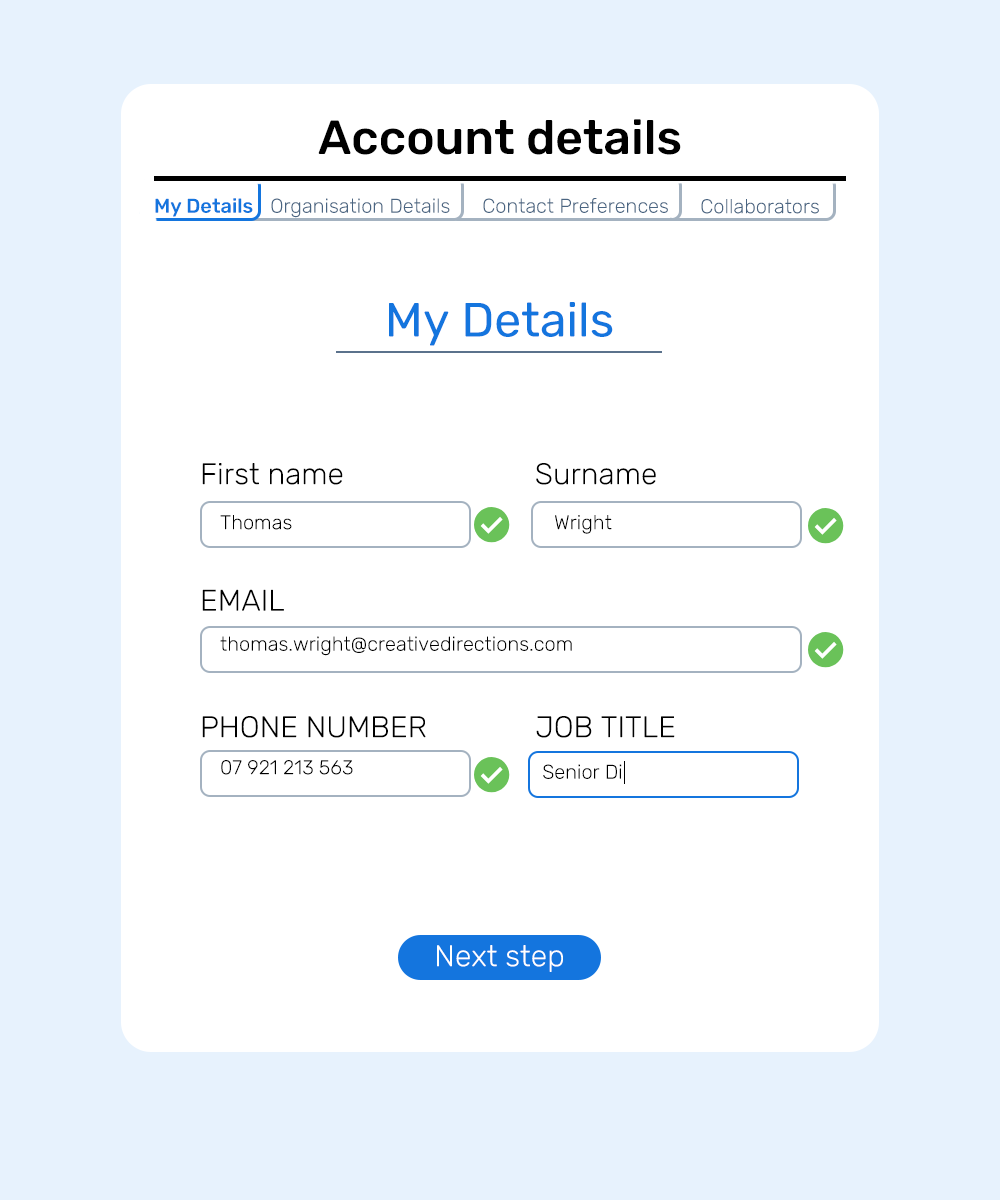 Account details
My Details Organisation Details Contact Preferences Collaborators
My Details
First name Surname
Thomas Wright
EMAIL
thomas.wright@creativedirections.com
PHONE NUMBER JOB TITLE
07 921 213 563 Senior Di
Next step